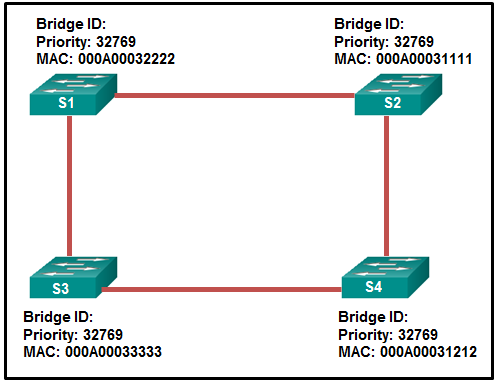 Bridge ID:
Priority: 32769
MAC: 000A00032222
Bridge ID:
Priority: 32769
MAC: 000A00031111
S1
S2
S3
S4
Bridge ID:
Priority: 32769
MAC: 000A00033333
Bridge ID:
Priority: 32769
MAC: 000A00031212